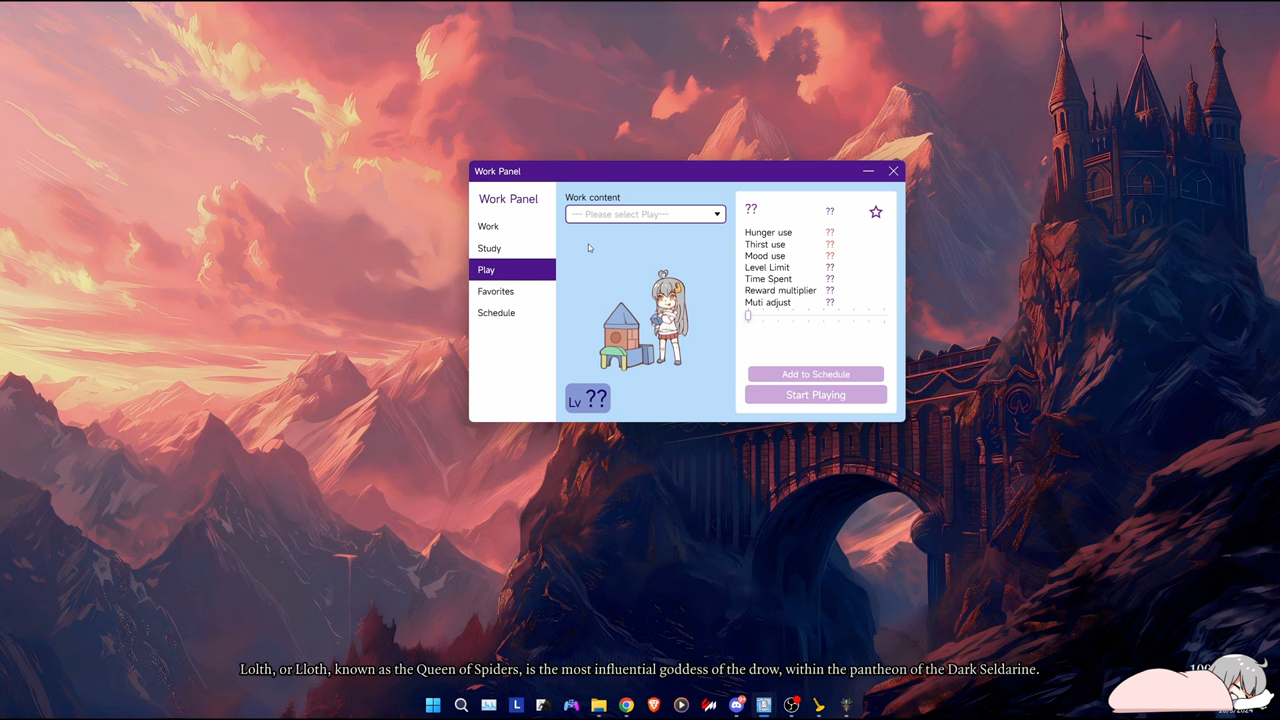 Work Panel
Work Panel
Work
Study
Play
Favorites
Schedule
Work content
--- Please select Play---
Lv ??
?? ??
Hunger use ??
Thirst use ??
Mood use ??
Level Limit ??
Time Spent ??
Reward multiplier ??
Muti adjust ??
Add to Schedule
Start Playing
Lolth, or Lloth, known as the Queen of Spiders, is the most influential goddess of the drow, within the pantheon of the Dark Seldarine.